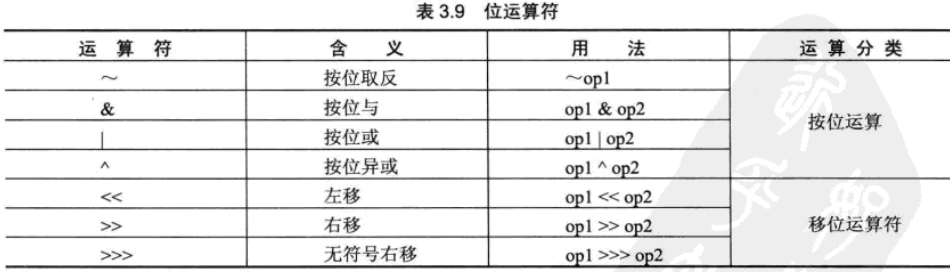 表 3.9 位运算符
运算符 含义 用法 运算分类
～ 按位取反 ～op1
& 按位与 op1 & op2
按位运算
| 按位或 op1 | op2
^ 按位异或 op1 ^ op2
<< 左移 op1 << op2
>> 右移 op1 >> op2 移位运算符
>>> 无符号右移 op1 >>> op2